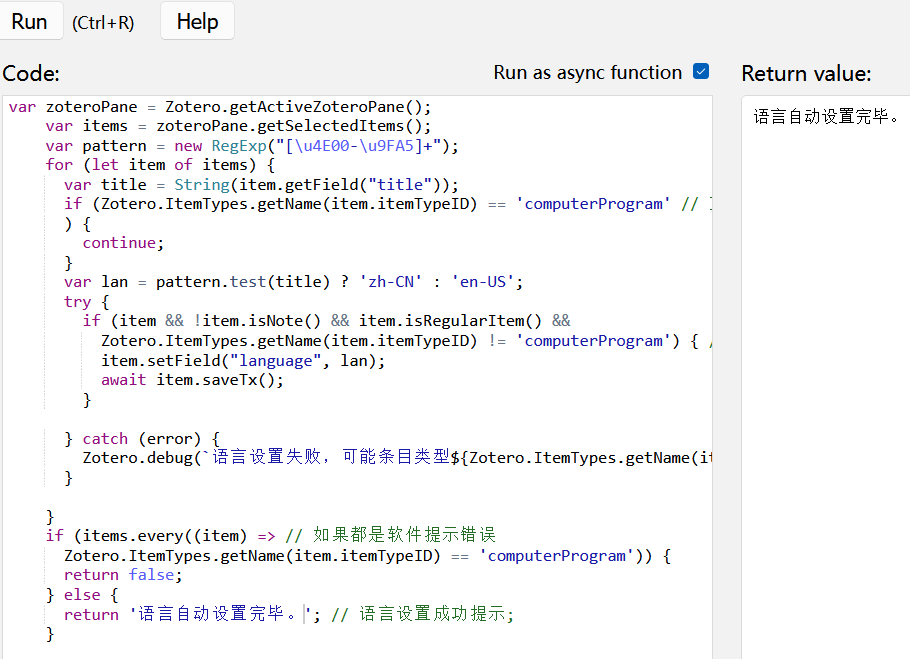 Run (Ctrl+R) Help
Code: Run as async function Return value:
var zoteroPane = Zotero.getActiveZoteroPane();
var items = zoteroPane.getSelectedItems();
var pattern = new RegExp("[\u4E00-\u9FA5]+");
for (let item of items) {
var title = String(item.getField("title"));
if (Zotero.ItemTypes.getName(item.itemTypeID) == 'computerProgram' //
) {
continue;
}
var lan = pattern.test(title) ? 'zh-CN' : 'en-US';
try {
if (item && !item.isNote() && item.isRegularItem() &&
Zotero.ItemTypes.getName(item.itemTypeID) != 'computerProgram') {
item.setField("language", lan);
await item.saveTx();
}
} catch (error) {
Zotero.debug(`语言设置失败，可能条目类型${Zotero.ItemTypes.getName(it
}
}
if (items.every((item) => // 如果都是软件提示错误
Zotero.ItemTypes.getName(item.itemTypeID) == 'computerProgram')) {
return false;
} else {
return '语言自动设置完毕。'; // 语言设置成功提示;
}
语言自动设置完毕。